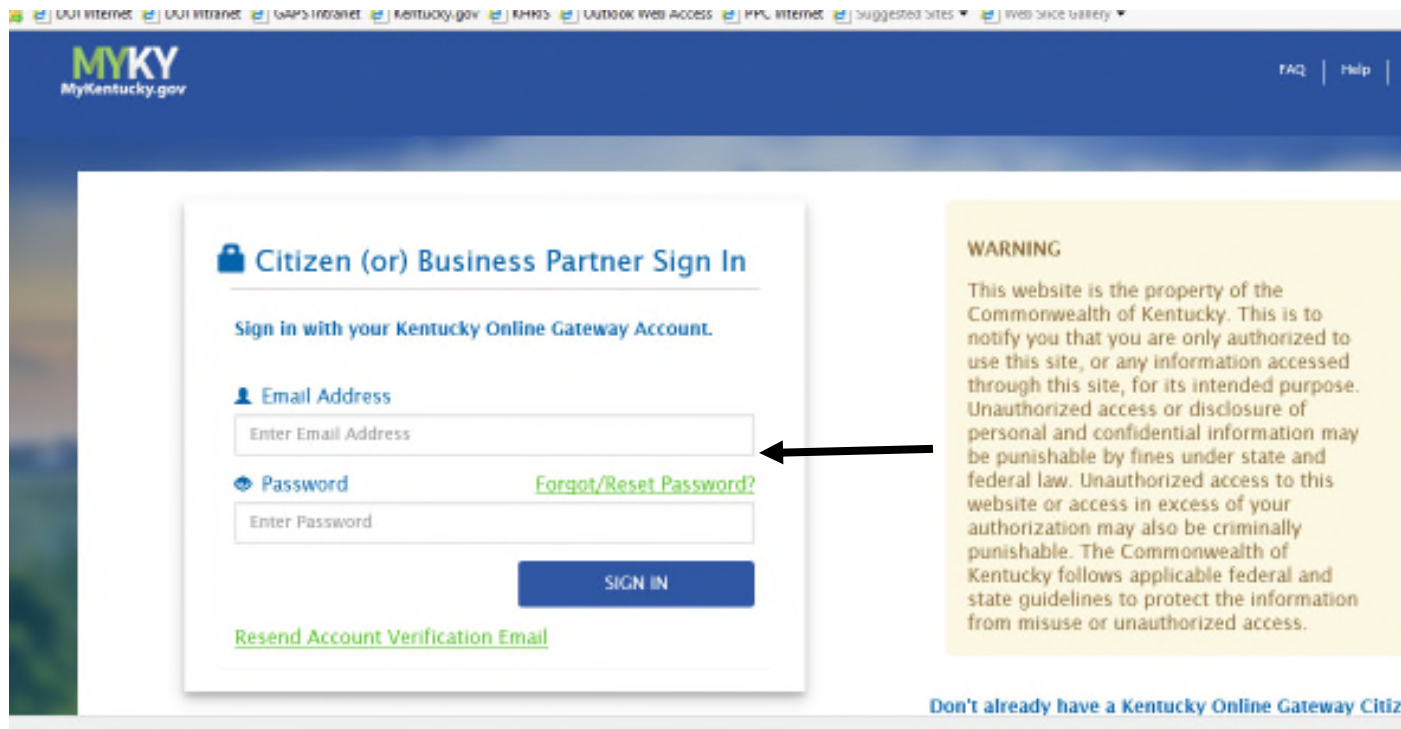 DOI Internet DOI Intranet GAPS Intranet Kentucky.gov KHRIS Outlook Web Access PPC Internet Suggested Sites Web Slice Gallery
MYKY
MyKentucky.gov
FAQ | Help |
Citizen (or) Business Partner Sign In
Sign in with your Kentucky Online Gateway Account.
Email Address
Enter Email Address
Password Forgot/Reset Password?
Enter Password
SIGN IN
Resend Account Verification Email
WARNING
This website is the property of the
Commonwealth of Kentucky. This is to
notify you that you are only authorized to
use this site, or any information accessed
through this site, for its intended purpose.
Unauthorized access or disclosure of
personal and confidential information may
be punishable by fines under state and
federal law. Unauthorized access to this
website or access in excess of your
authorization may also be criminally
punishable. The Commonwealth of
Kentucky follows applicable federal and
state guidelines to protect the information
from misuse or unauthorized access.
Don't already have a Kentucky Online Gateway Citiz